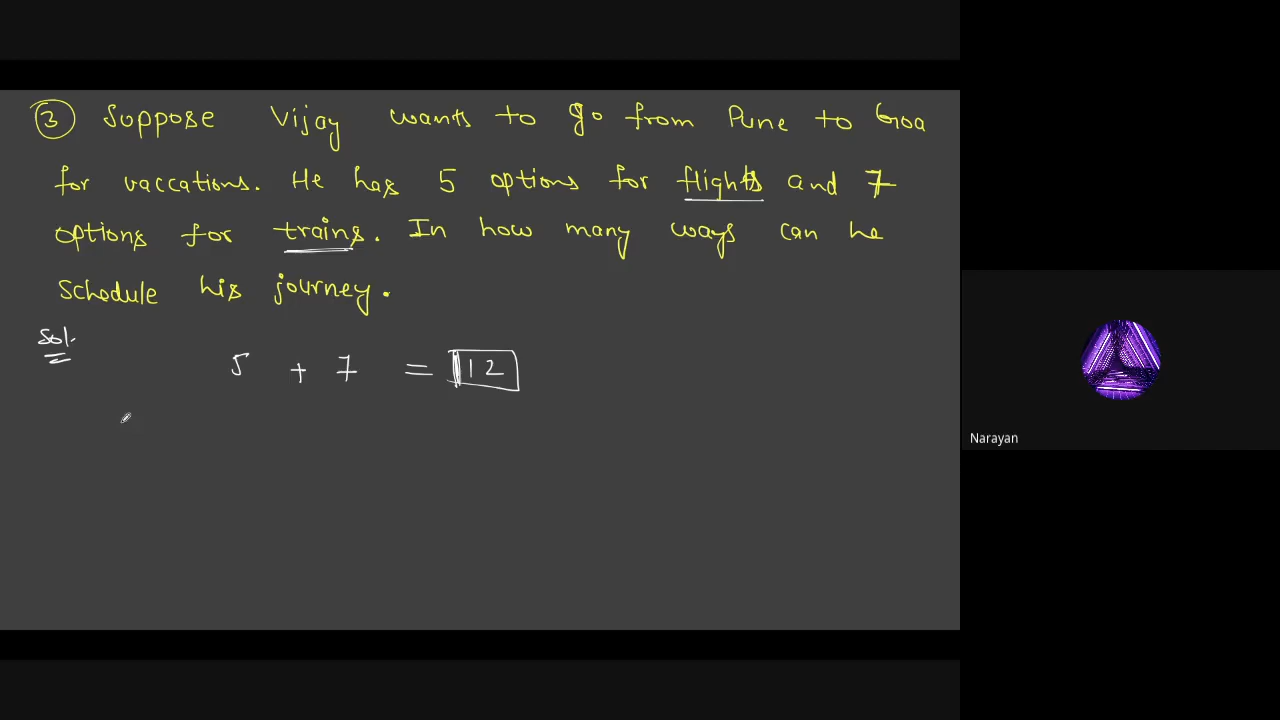 3 Suppose Vijay wants to go from Pune to Goa
for vaccations. He has 5 options for flights and 7
options for trains. In how many ways can he
schedule his journey.
Sol.
5 + 7 = 12
Narayan